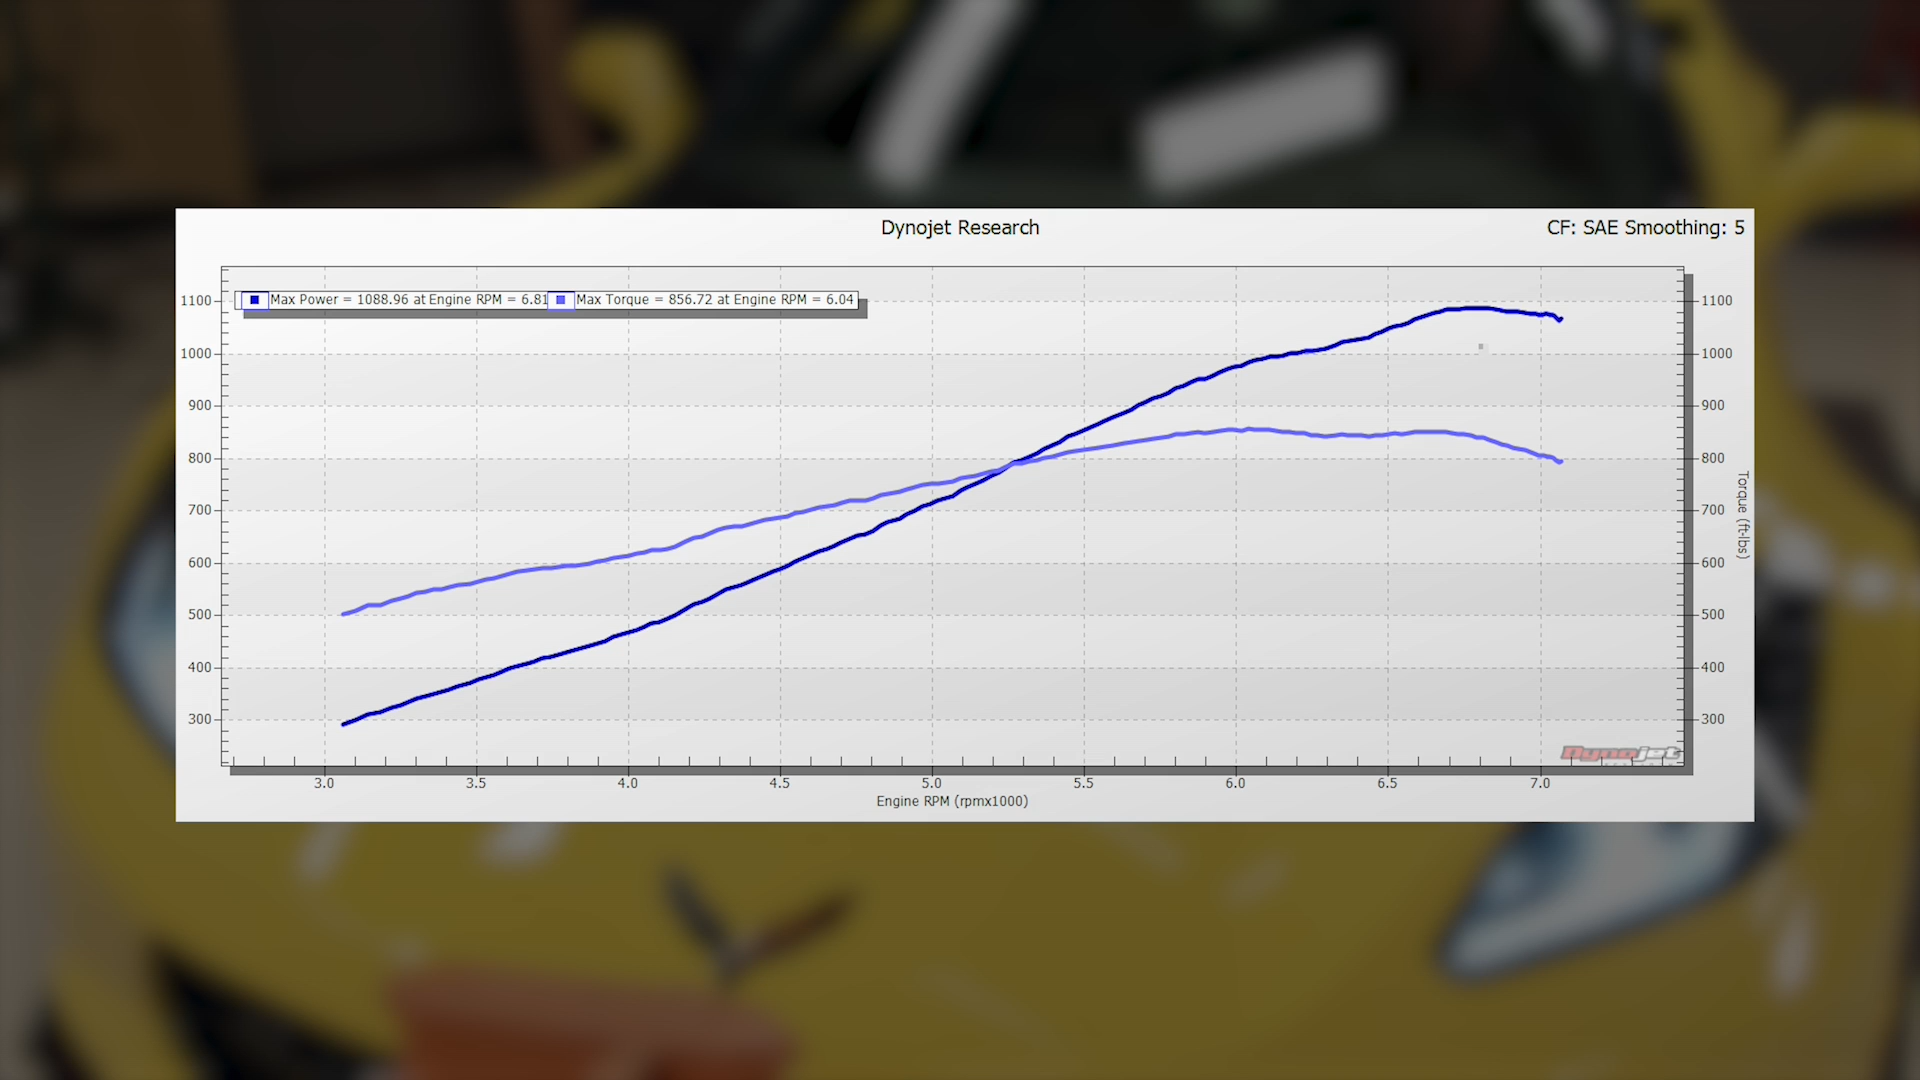 Dynojet Research
CF: SAE Smoothing: 5
Max Power = 1088.96 at Engine RPM = 6.81
Max Torque = 856.72 at Engine RPM = 6.04
1100
1000
900
800
700
600
500
400
300
1100
1000
900
800
700
600
500
400
300
Torque (ft-lbs)
Dynojet
3.0 3.5 4.0 4.5 5.0 5.5 6.0 6.5 7.0
Engine RPM (rpmx1000)